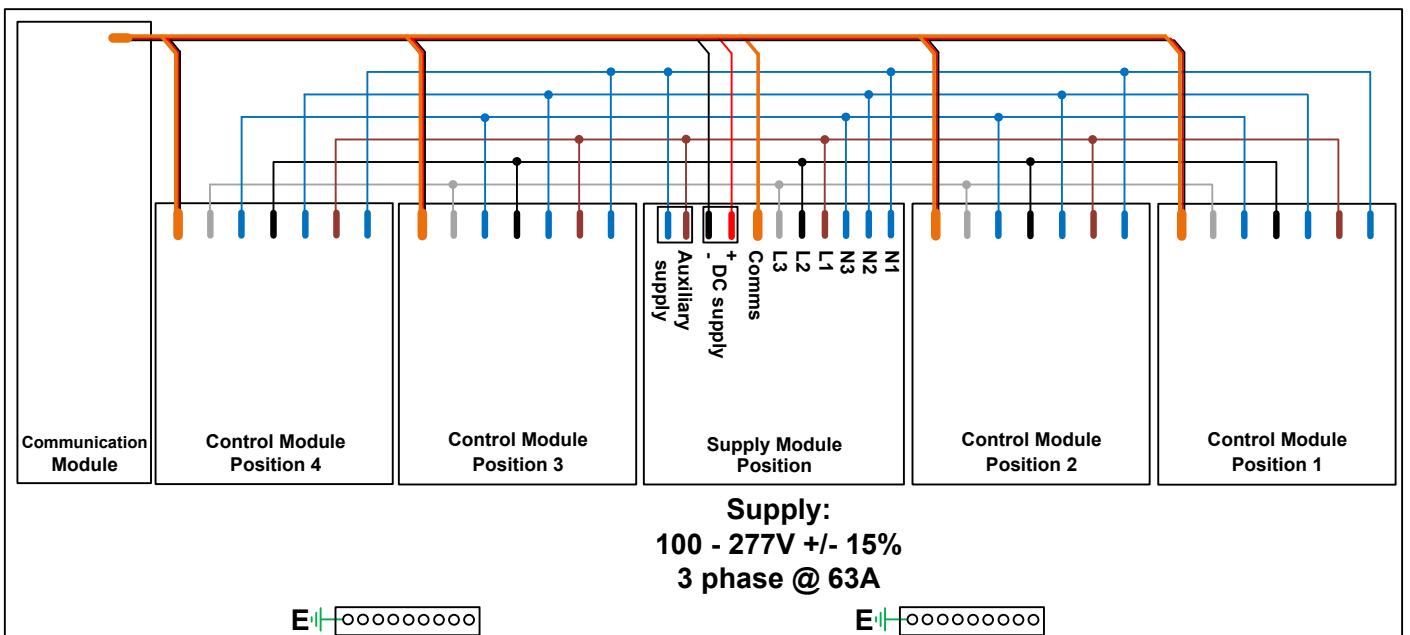 Auxiliary
supply
+ DC supply
-
Comms
L3
L2
L1
N3
N2
N1
Communication
Module
Control Module
Position 4
Control Module
Position 3
Supply Module
Position
Control Module
Position 2
Control Module
Position 1
Supply:
100 - 277V +/- 15%
3 phase @ 63A
E
E